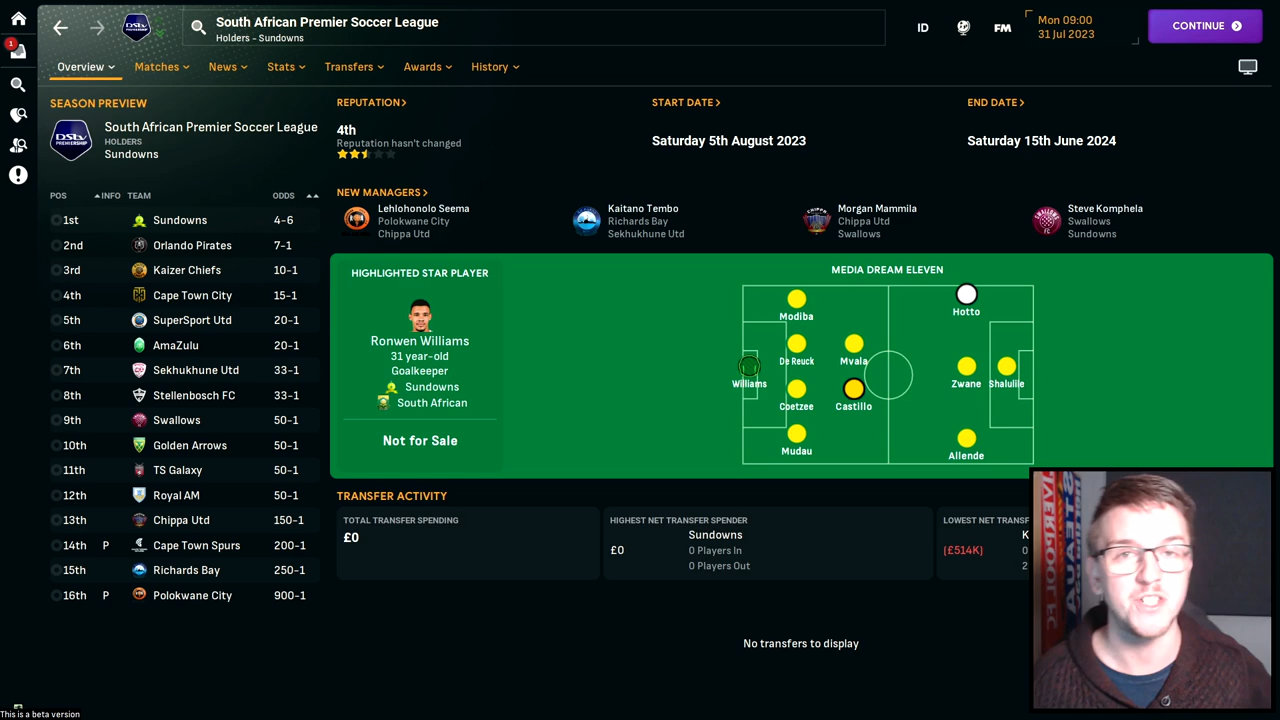 South African Premier Soccer League
Holders - Sundowns
ID
FM
Mon 09:00
31 Jul 2023
CONTINUE
1
Overview
Matches
News
Stats
Transfers
Awards
History
SEASON PREVIEW
DStv
PREMIERSHIP
South African Premier Soccer League
HOLDERS
Sundowns
POS INFO TEAM ODDS
1st Sundowns 4-6
2nd Orlando Pirates 7-1
3rd Kaizer Chiefs 10-1
4th Cape Town City 15-1
5th SuperSport Utd 20-1
6th AmaZulu 20-1
7th Sekhukhune Utd 33-1
8th Stellenbosch FC 33-1
9th Swallows 50-1
10th Golden Arrows 50-1
11th TS Galaxy 50-1
12th Royal AM 50-1
13th Chippa Utd 150-1
14th P Cape Town Spurs 200-1
15th Richards Bay 250-1
16th P Polokwane City 900-1
REPUTATION
4th
Reputation hasn't changed
START DATE
Saturday 5th August 2023
END DATE
Saturday 15th June 2024
NEW MANAGERS
Lehlohonolo Seema
Polokwane City
Chippa Utd
Kaitano Tembo
Richards Bay
Sekhukhune Utd
Morgan Mammila
Chippa Utd
Swallows
Steve Komphela
Swallows
Sundowns
HIGHLIGHTED STAR PLAYER
Ronwen Williams
31 year-old
Goalkeeper
Sundowns
South African
Not for Sale
MEDIA DREAM ELEVEN
Modiba
Hotto
De Reuck
Mvala
Williams
Zwane
Shalulile
Coetzee
Castillo
Mudau
Allende
TRANSFER ACTIVITY
TOTAL TRANSFER SPENDING
£0
HIGHEST NET TRANSFER SPENDER
Sundowns
£0
0 Players In
0 Players Out
LOWEST NET TRANSF
K
(£514K)
0
2
No transfers to display
This is a beta version